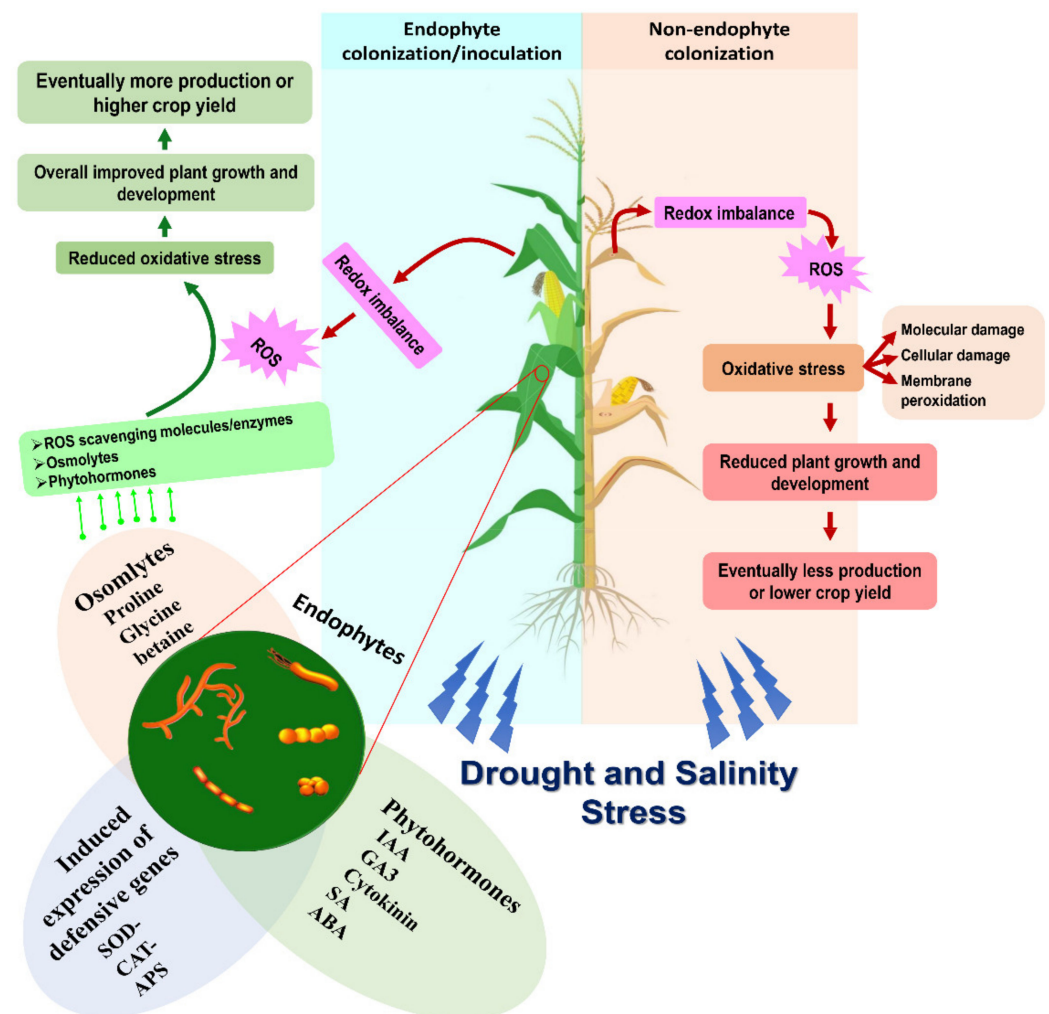 Endophyte
colonization/inoculation
Non-endophyte
colonization
Eventually more production or
higher crop yield
Overall improved plant growth and
development
Reduced oxidative stress
Redox imbalance
ROS
➢ROS scavenging molecules/enzymes
➢Osmolytes
➢Phytohormones
Redox imbalance
ROS
Oxidative stress
Molecular damage
Cellular damage
Membrane
peroxidation
Reduced plant growth and
development
Eventually less production
or lower crop yield
Osomlytes
Proline
Glycine
betaine
Endophytes
Drought and Salinity
Stress
Induced
expression of
defensive genes
SOD-
CAT-
APS
Phytohormones
IAA
GA3
Cytokinin
SA
ABA